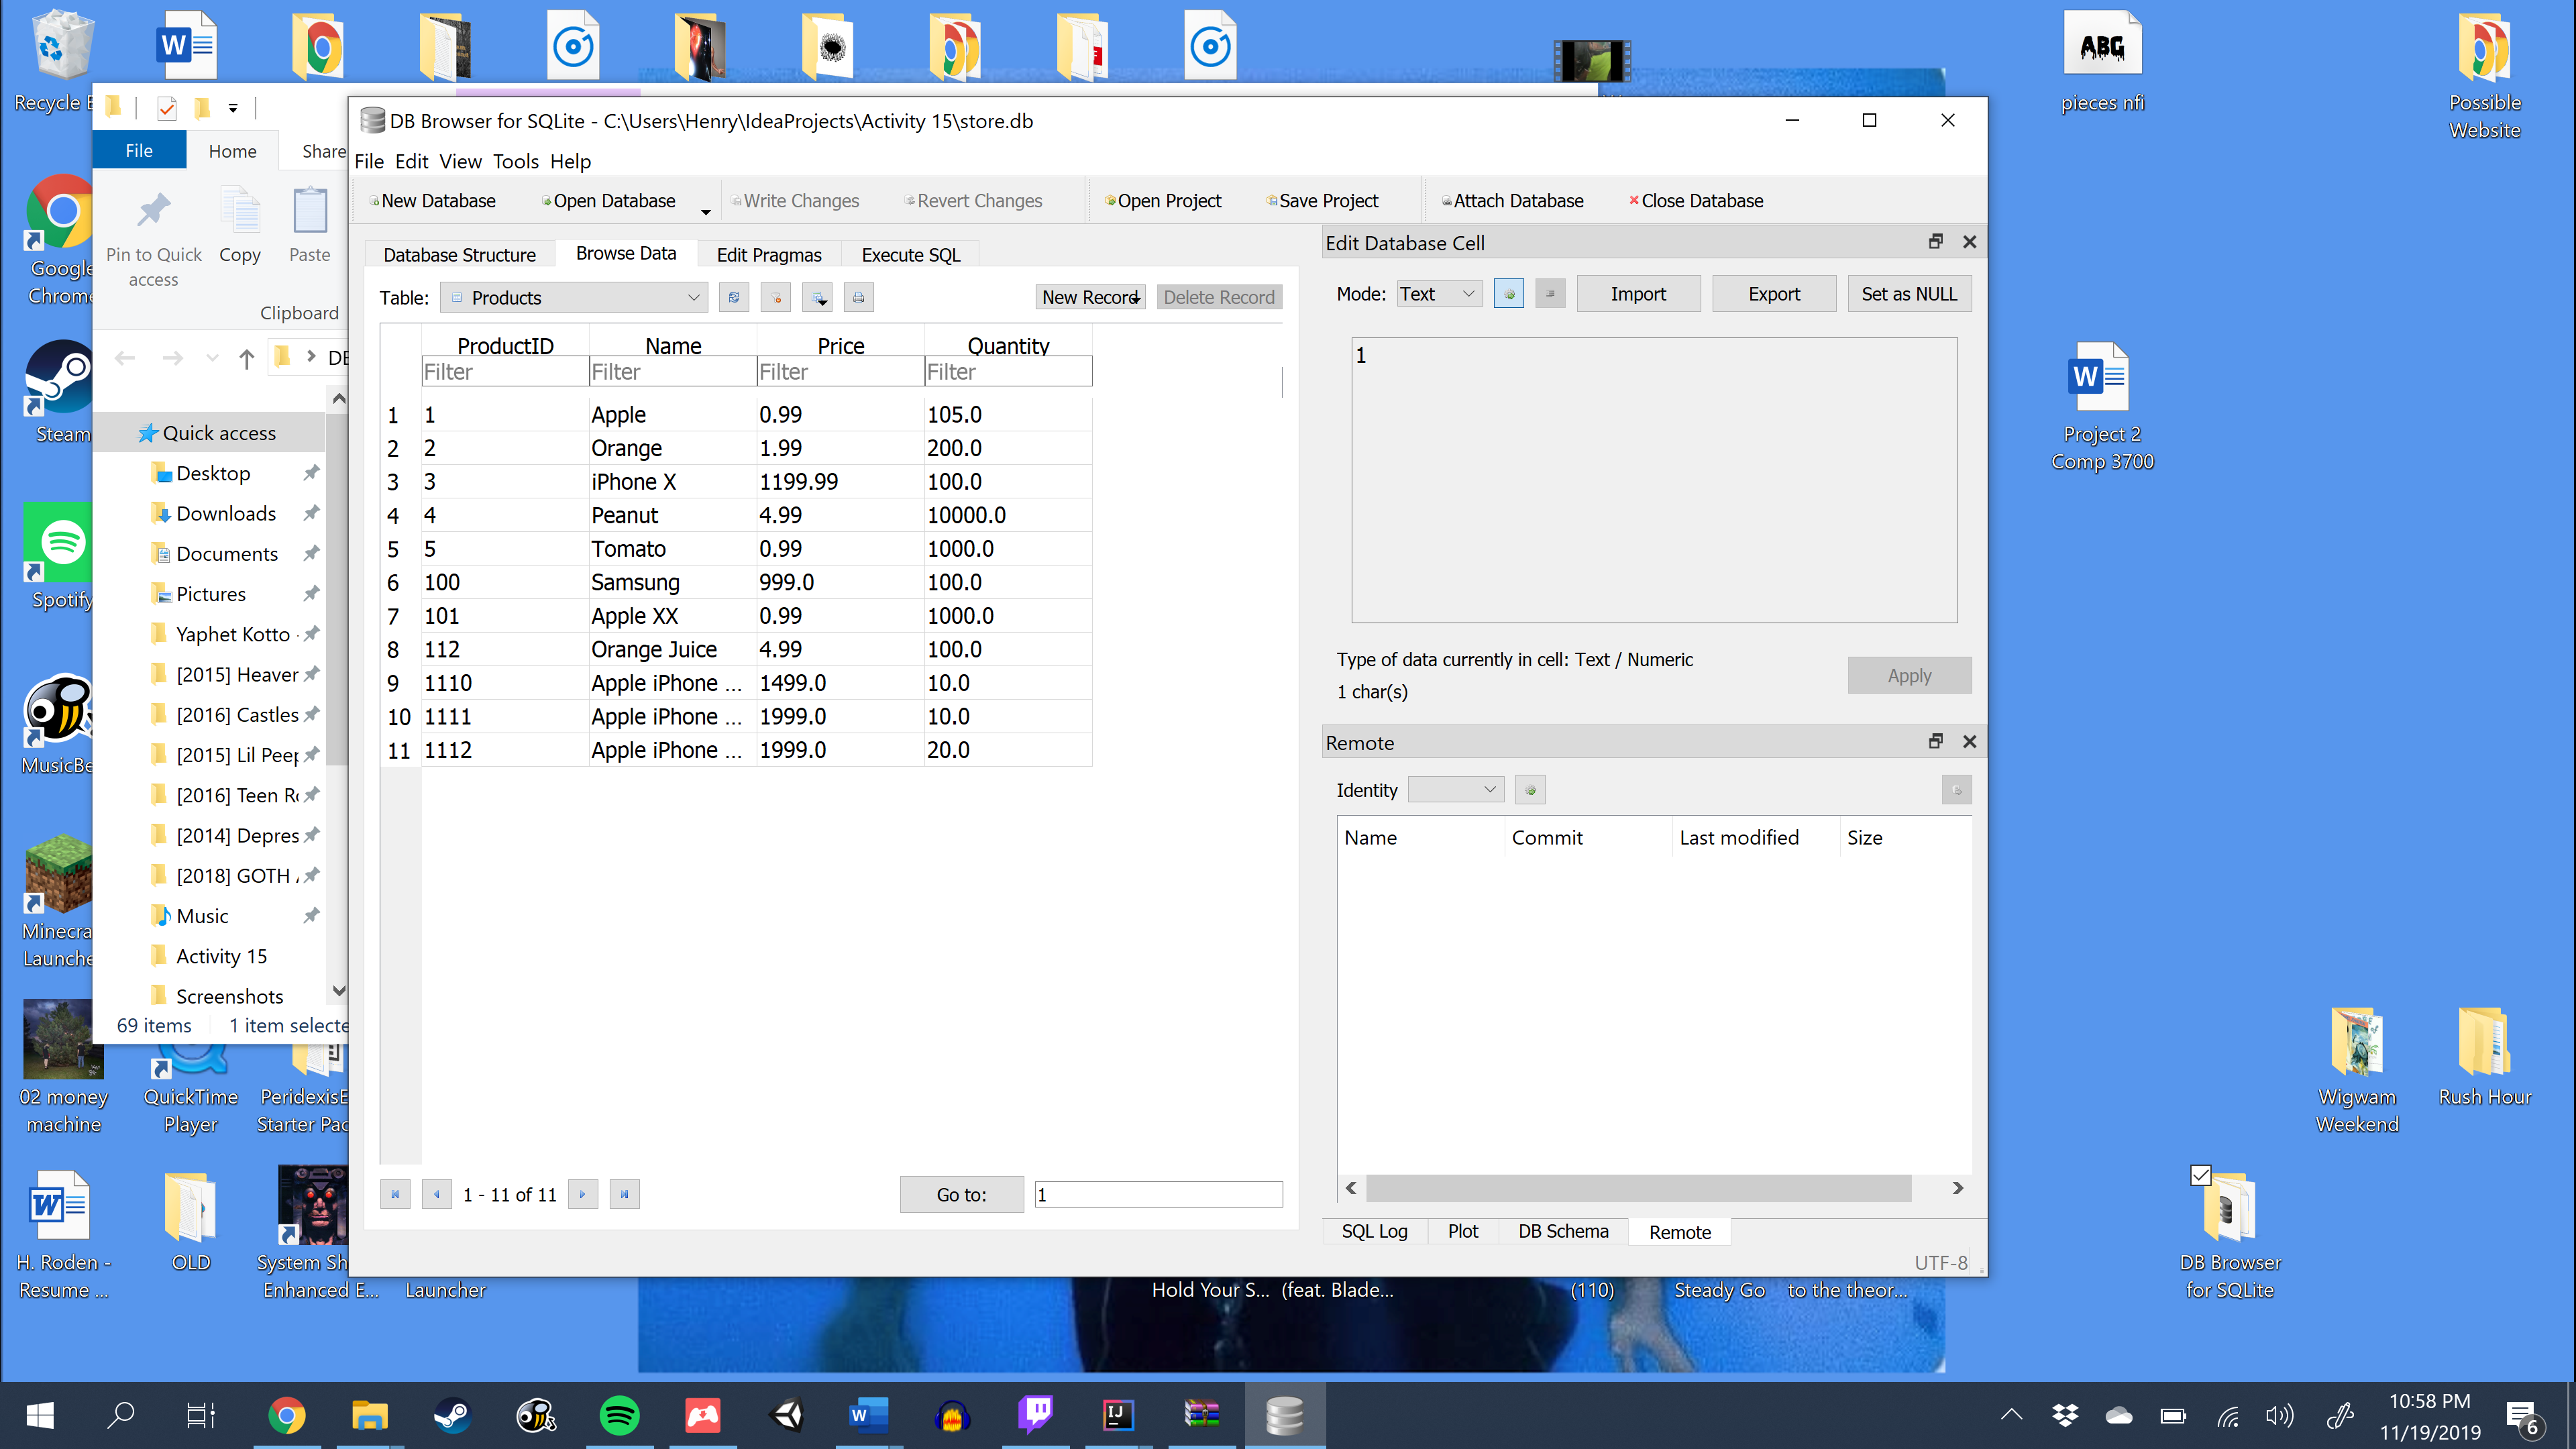 Recycle B
ABG
pieces nfi
Possible
Website
DB Browser for SQLite - C:\Users\Henry\IdeaProjects\Activity 15\store.db
File Edit View Tools Help
New Database Open Database Write Changes Revert Changes Open Project Save Project Attach Database Close Database
File Home Share
Pin to Quick
access
Copy Paste
Clipboard
DB
Google
Chrome
Steam
Spotify
MusicBe
Minecra
Launche
Quick access
Desktop
Downloads
Documents
Pictures
Yaphet Kotto -
[2015] Heaver
[2016] Castles
[2015] Lil Peep
[2016] Teen Ro
[2014] Depres
[2018] GOTH A
Music
Activity 15
Screenshots
69 items 1 item selecte
Database Structure Browse Data Edit Pragmas Execute SQL
Table: Products New Record Delete Record
ProductID Name Price Quantity
Filter Filter Filter Filter
1 1 Apple 0.99 105.0
2 2 Orange 1.99 200.0
3 3 iPhone X 1199.99 100.0
4 4 Peanut 4.99 10000.0
5 5 Tomato 0.99 1000.0
6 100 Samsung 999.0 100.0
7 101 Apple XX 0.99 1000.0
8 112 Orange Juice 4.99 100.0
9 1110 Apple iPhone ... 1499.0 10.0
10 1111 Apple iPhone ... 1999.0 10.0
11 1112 Apple iPhone ... 1999.0 20.0
1 - 11 of 11 Go to: 1
Edit Database Cell
Mode: Text Import Export Set as NULL
1
Type of data currently in cell: Text / Numeric
1 char(s)
Apply
Remote
Identity
Name Commit Last modified Size
SQL Log Plot DB Schema Remote
UTF-8
Project 2
Comp 3700
Wigwam
Weekend
Rush Hour
DB Browser
for SQLite
02 money
machine
QuickTime
Player
PeridexisE
Starter Pac
H. Roden -
Resume ...
OLD
System Sh
Enhanced E...
Launcher
Hold Your S...
(feat. Blade...
(110)
Steady Go
to the theor...
10:58 PM
11/19/2019
6